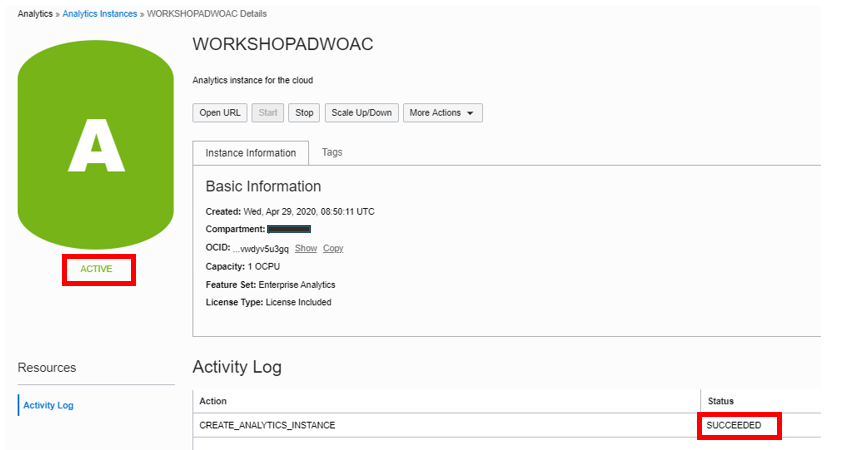 Analytics » Analytics Instances » WORKSHOPADWOAC Details
A
ACTIVE
WORKSHOPADWOAC
Analytics instance for the cloud
Open URL Start Stop Scale Up/Down More Actions
Instance Information Tags
Basic Information
Created: Wed, Apr 29, 2020, 08:50:11 UTC
Compartment:
OCID: ...vwdyv5u3gq Show Copy
Capacity: 1 OCPU
Feature Set: Enterprise Analytics
License Type: License Included
Resources
Activity Log
Activity Log
Action Status
CREATE_ANALYTICS_INSTANCE SUCCEEDED